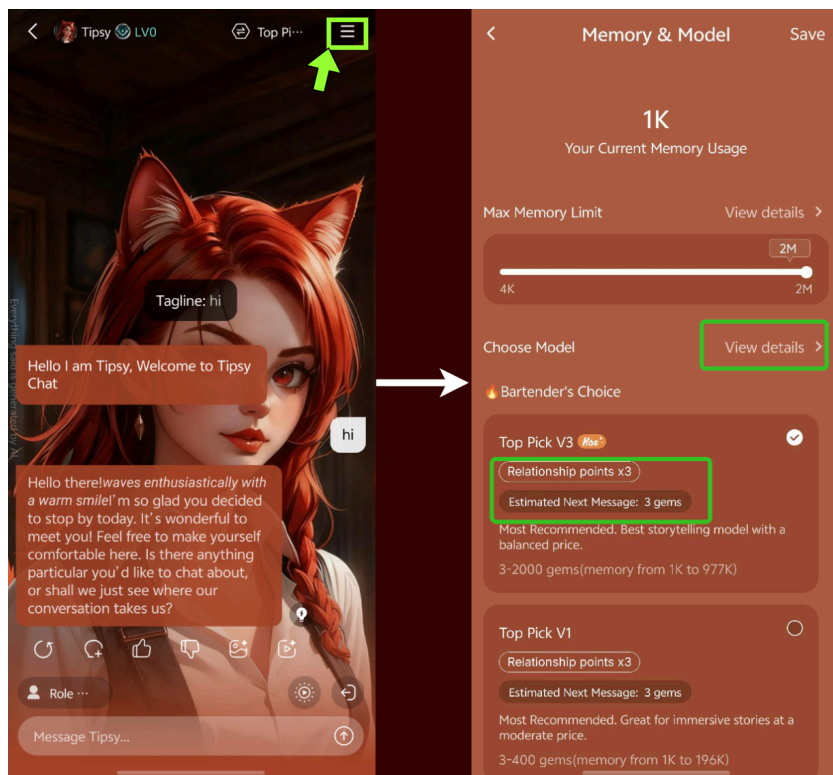 Tipsy LV0
Top Pi...
Tagline: hi
Everything said is generated by AI
Hello I am Tipsy, Welcome to Tipsy
Chat
hi
Hello there!waves enthusiastically with
a warm smileI'm so glad you decided
to stop by today. It's wonderful to
meet you! Feel free to make yourself
comfortable here. Is there anything
particular you'd like to chat about,
or shall we just see where our
conversation takes us?
Role ...
Message Tipsy...
Memory & Model
Save
1K
Your Current Memory Usage
Max Memory Limit
View details
2M
4K
2M
Choose Model
View details
Bartender's Choice
Top Pick V3 Hot
Relationship points x3
Estimated Next Message: 3 gems
Most Recommended. Best storytelling model with a
balanced price.
3-2000 gems(memory from 1K to 977K)
Top Pick V1
Relationship points x3
Estimated Next Message: 3 gems
Most Recommended. Great for immersive stories at a
moderate price.
3-400 gems(memory from 1K to 196K)